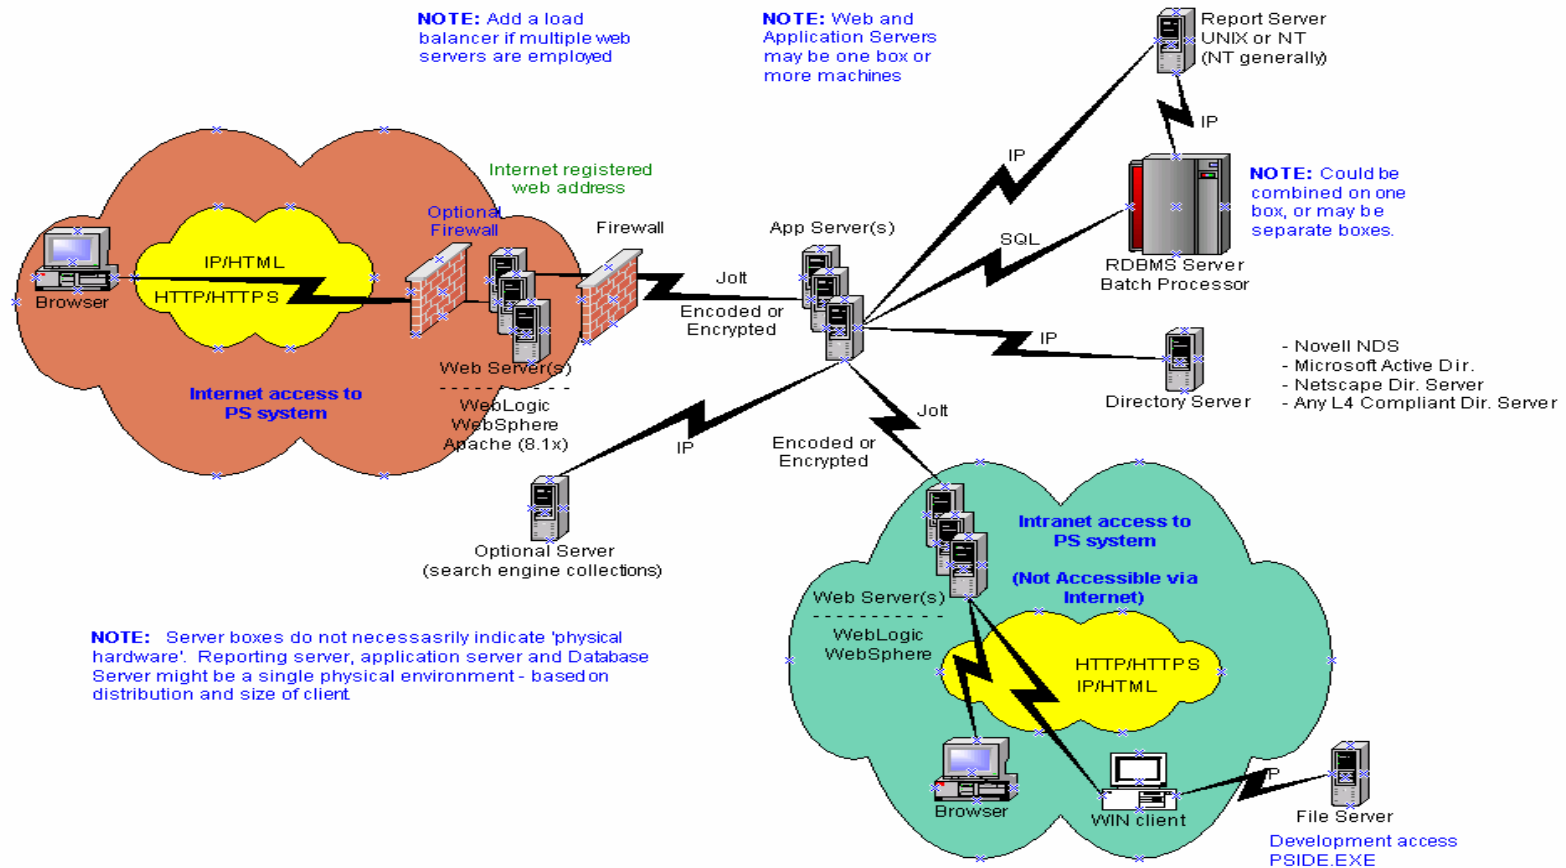 NOTE: Add a load
balancer if multiple web
servers are employed
NOTE: Web and
Application Servers
may be one box or
more machines
Report Server
UNIX or NT
(NT generally)
IP
IP
NOTE: Could be
combined on one
box, or may be
separate boxes.
Internet registered
web address
Optional
Firewall
Firewall
App Server(s)
SQL
RDBMS Server
Batch Processor
IP/HTML
HTTP/HTTPS
Browser
Jolt
Encoded or
Encrypted
Web Server(s)
WebLogic
WebSphere
Apache (8.1x)
Internet access to
PS system
IP
Directory Server
- Novell NDS
- Microsoft Active Dir.
- Netscape Dir. Server
- Any L4 Compliant Dir. Server
IP
Jolt
Encoded or
Encrypted
Optional Server
(search engine collections)
Intranet access to
PS system
(Not Accessible via
Internet)
Web Server(s)
WebLogic
WebSphere
HTTP/HTTPS
IP/HTML
NOTE: Server boxes do not necessasrily indicate 'physical
hardware'. Reporting server, application server and Database
Server might be a single physical environment - based on
distribution and size of client
Browser
WIN client
IP
File Server
Development access
PSIDE.EXE